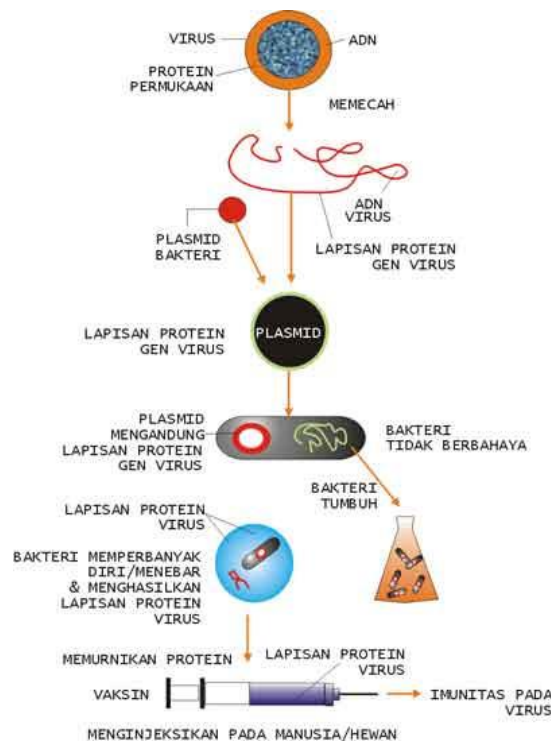 VIRUS
ADN
PROTEIN
PERMUKAAN
MEMECAH
ADN
VIRUS
PLASMID
BAKTERI
LAPISAN PROTEIN
GEN VIRUS
LAPISAN PROTEIN
GEN VIRUS
PLASMID
PLASMID
MENGANDUNG
LAPISAN PROTEIN
GEN VIRUS
BAKTERI
TIDAK BERBAHAYA
BAKTERI
TUMBUH
LAPISAN PROTEIN
VIRUS
BAKTERI MEMPERBANYAK
DIRI/MENEBAR
& MENGHASILKAN
LAPISAN PROTEIN
VIRUS
MEMURNIKAN PROTEIN
LAPISAN PROTEIN
VIRUS
VAKSIN
IMUNITAS PADA
VIRUS
MENGINJEKSIKAN PADA MANUSIA/HEWAN